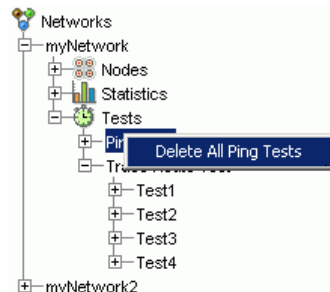 Networks
myNetwork
Nodes
Statistics
Tests
Delete All Ping Tests
Test1
Test2
Test3
Test4
myNetwork2